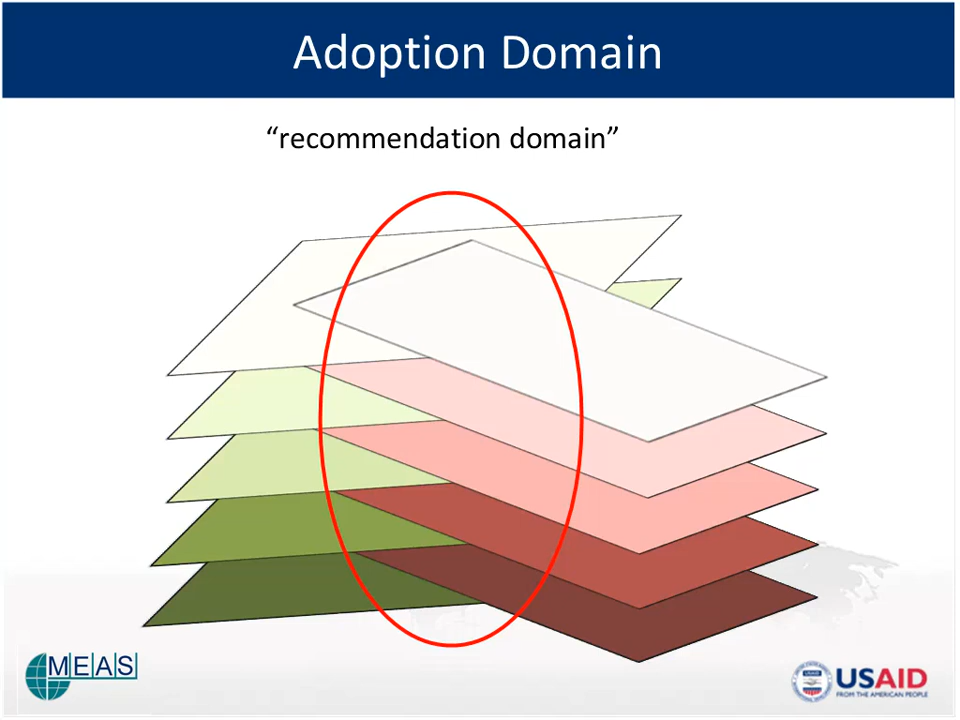 Adoption Domain
“recommendation domain”
MEAS
USAID
FROM THE AMERICAN PEOPLE